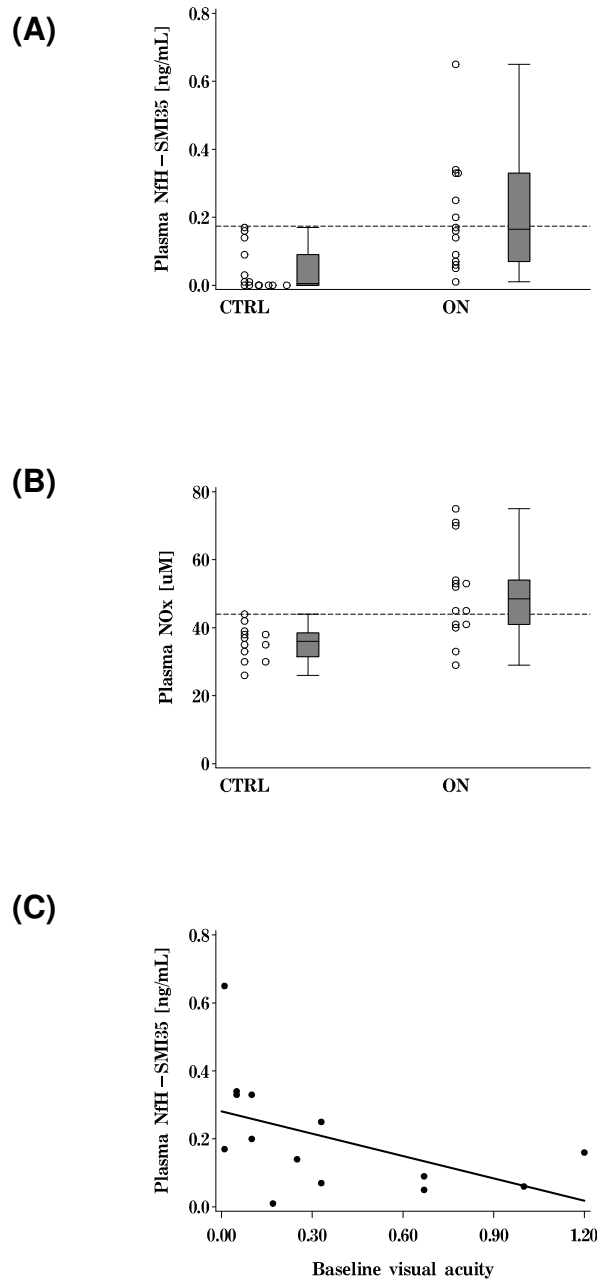 (A)
Plasma NfH−SMI35 [ng/mL]
0.8
0.6
0.4
0.2
0.0
CTRL ON
(B)
Plasma NOx [uM]
80
60
40
20
0
CTRL ON
(C)
Plasma NfH−SMI35 [ng/mL]
0.8
0.6
0.4
0.2
0.0
0.00 0.30 0.60 0.90 1.20
Baseline visual acuity